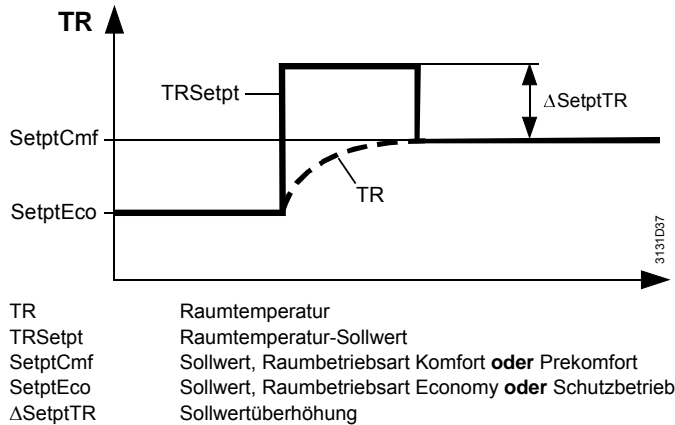 TR
TRSetpt
ΔSetptTR
SetptCmf
TR
SetptEco
3131D37
TR Raumtemperatur
TRSetpt Raumtemperatur-Sollwert
SetptCmf Sollwert, Raumbetriebsart Komfort oder Prekomfort
SetptEco Sollwert, Raumbetriebsart Economy oder Schutzbetrieb
ΔSetptTR Sollwertüberhöhung